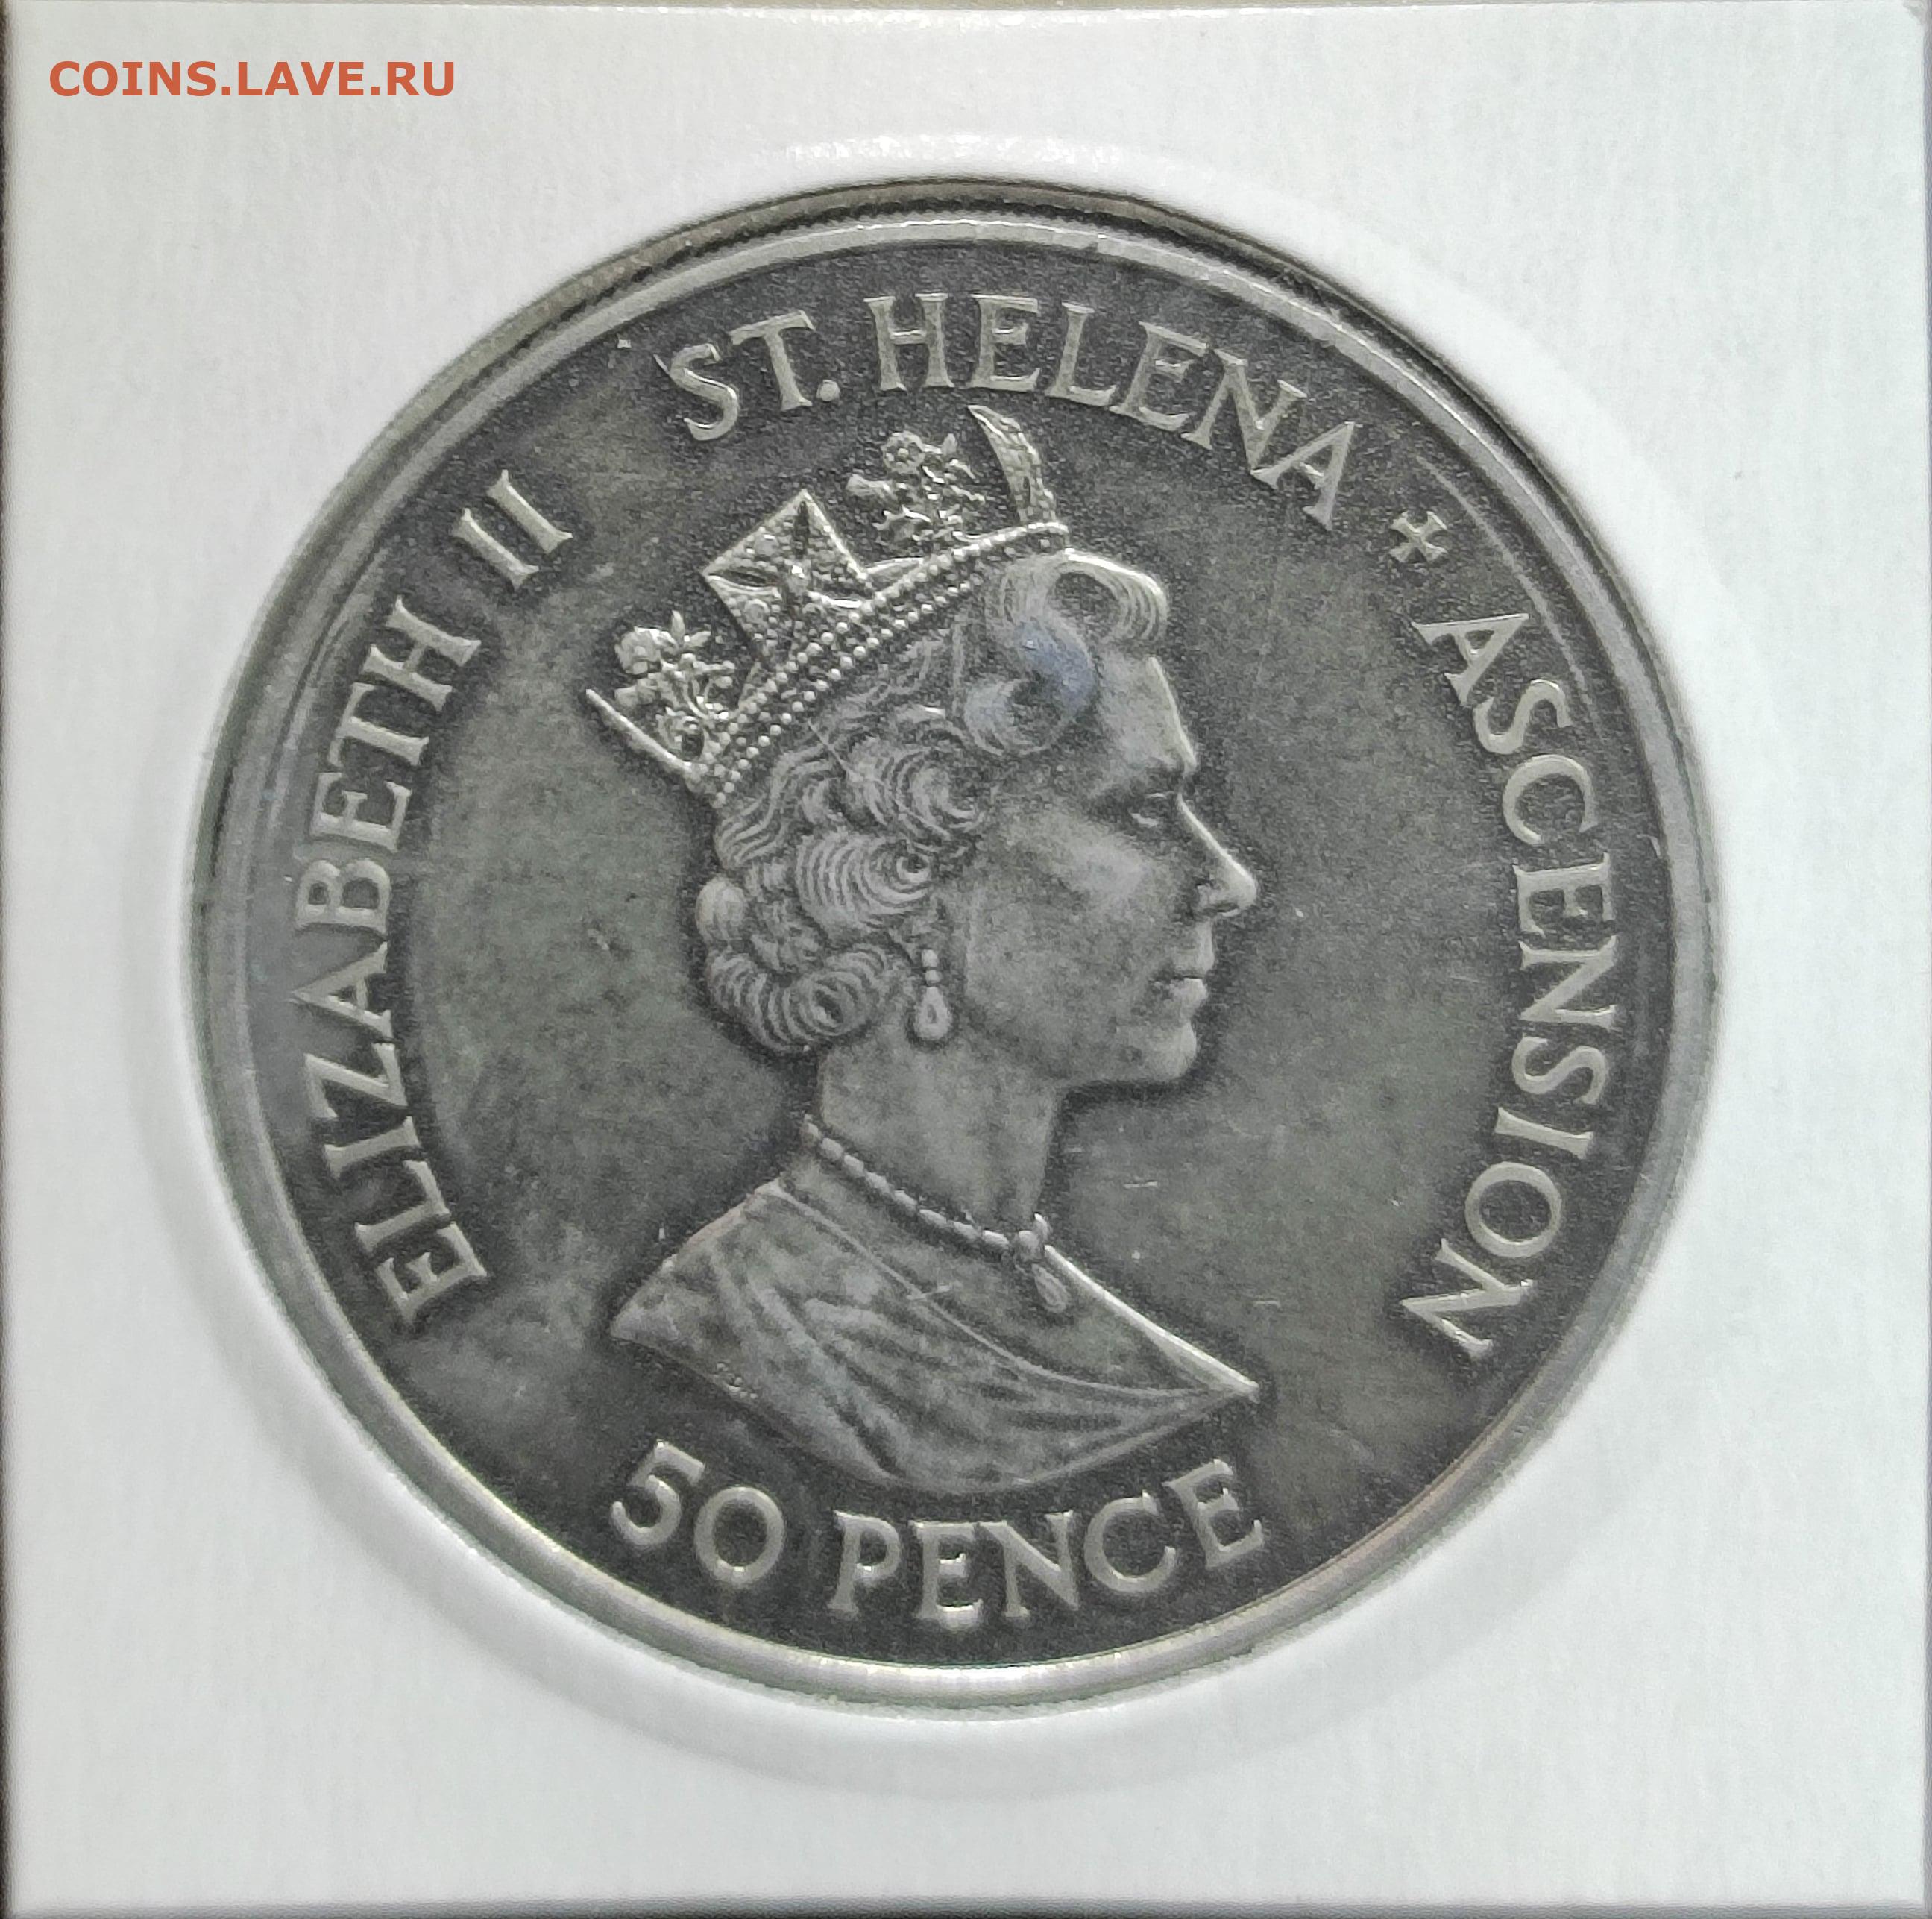 COINS.LAVE.RU
ELIZABETH II
ST. HELENA + ASCENSION
50 PENCE